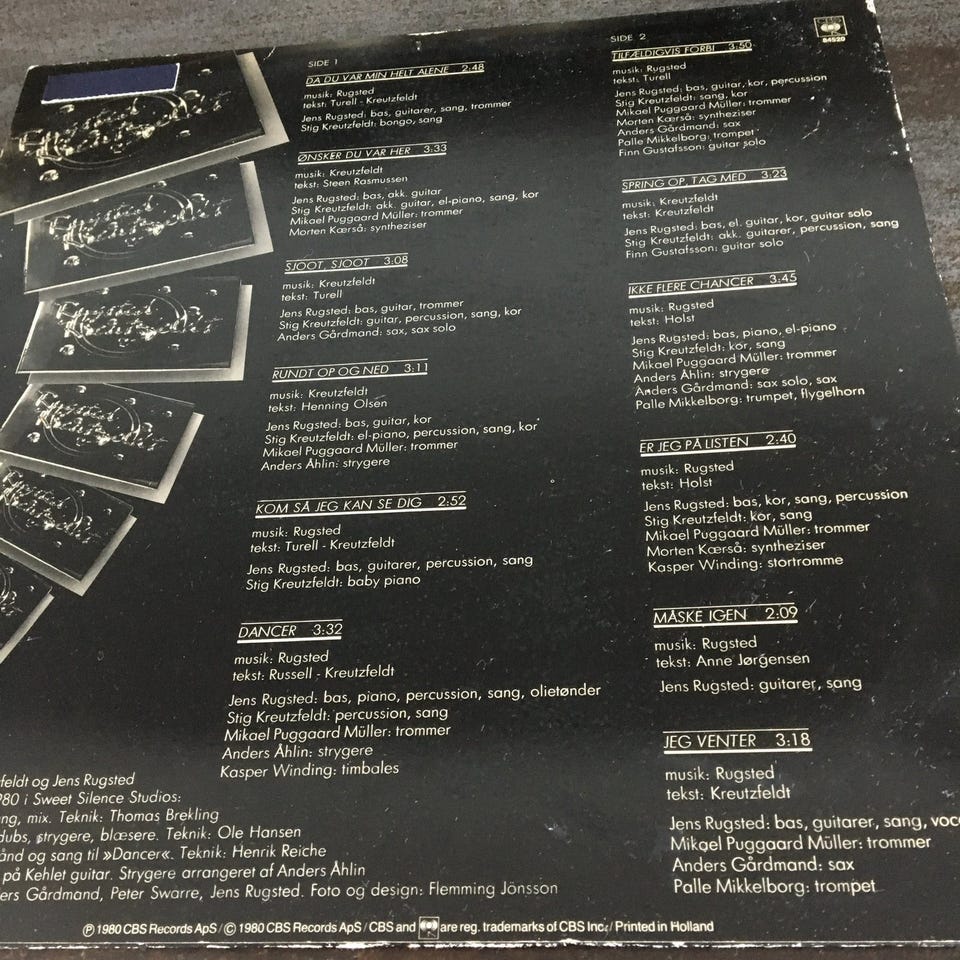 SIDE 1
DA DU VAR MIN HELT ALENE 2:48
musik: Rugsted
tekst: Turell - Kreutzfeldt
Jens Rugsted: bas, guitarer, sang, trommer
Stig Kreutzfeldt: bongo, sang
ØNSKER DU VAR HER 3:33
musik: Kreutzfeldt
tekst: Steen Rasmussen
Jens Rugsted: bas, akk. guitar
Stig Kreutzfeldt: akk. guitar, el-piano, sang, kor
Mikael Puggaard Müller: trommer
Morten Kærså: syntheziser
SJOOT, SJOOT 3:08
musik: Kreutzfeldt
tekst: Turell
Jens Rugsted: bas, guitar, trommer
Stig Kreutzfeldt: guitar, percussion, sang, kor
Anders Gårdmand: sax, sax solo
RUNDT OP OG NED 3:11
musik: Kreutzfeldt
tekst: Henning Olsen
Jens Rugsted: bas, guitar, kor
Stig Kreutzfeldt: el-piano, percussion, sang, kor
Mikael Puggaard Müller: trommer
Anders Åhlin: strygere
KOM SÅ JEG KAN SE DIG 2:52
musik: Rugsted
tekst: Turell - Kreutzfeldt
Jens Rugsted: bas, guitarer, percussion, sang
Stig Kreutzfeldt: baby piano
DANCER 3:32
musik: Rugsted
tekst: Russell - Kreutzfeldt
Jens Rugsted: bas, piano, percussion, sang, olietønder
Stig Kreutzfeldt: percussion, sang
Mikael Puggaard Müller: trommer
Anders Åhlin: strygere
Kasper Winding: timbales
SIDE 2
CBS
84520
TILFÆLDIGVIS FORBI 3:50
musik: Rugsted
tekst: Turell
Jens Rugsted: bas, guitar, kor, percussion
Stig Kreutzfeldt: sang, kor
Mikael Puggaard Müller: trommer
Morten Kærså: syntheziser
Anders Gårdmand: sax
Palle Mikkelborg: trompet
Finn Gustafsson: guitar solo
SPRING OP, TAG MED 3:23
musik: Kreutzfeldt
tekst: Kreutzfeldt
Jens Rugsted: bas, el. guitar, kor, guitar solo
Stig Kreutzfeldt: akk. guitarer, percussion, sang
Finn Gustafsson: guitar solo
IKKE FLERE CHANCER 3:45
musik: Rugsted
tekst: Holst
Jens Rugsted: bas, piano, el-piano
Stig Kreutzfeldt: kor, sang
Mikael Puggaard Müller: trommer
Anders Åhlin: strygere
Anders Gårdmand: sax solo, sax
Palle Mikkelborg: trumpet, flygelhorn
ER JEG PÅ LISTEN 2:40
musik: Rugsted
tekst: Holst
Jens Rugsted: bas, kor, sang, percussion
Stig Kreutzfeldt: kor, sang
Mikael Puggaard Müller: trommer
Morten Kærså: syntheziser
Kasper Winding: stortromme
MÅSKE IGEN 2:09
musik: Rugsted
tekst: Anne Jørgensen
Jens Rugsted: guitarer, sang
JEG VENTER 3:18
musik: Rugsted
tekst: Kreutzfeldt
Jens Rugsted: bas, guitarer, sang, voc
Mikael Puggaard Müller: trommer
Anders Gårdmand: sax
Palle Mikkelborg: trompet
feldt og Jens Rugsted
980 i Sweet Silence Studios:
ng, mix. Teknik: Thomas Brekling
dubs, strygere, blæsere. Teknik: Ole Hansen
ånd og sang til »Dancer«. Teknik: Henrik Reiche
på Kehlet guitar. Strygere arrangeret af Anders Åhlin
ers Gårdmand, Peter Swarre, Jens Rugsted. Foto og design: Flemming Jönsson
℗ 1980 CBS Records ApS / © 1980 CBS Records ApS / CBS and are reg. trademarks of CBS Inc. / Printed in Holland